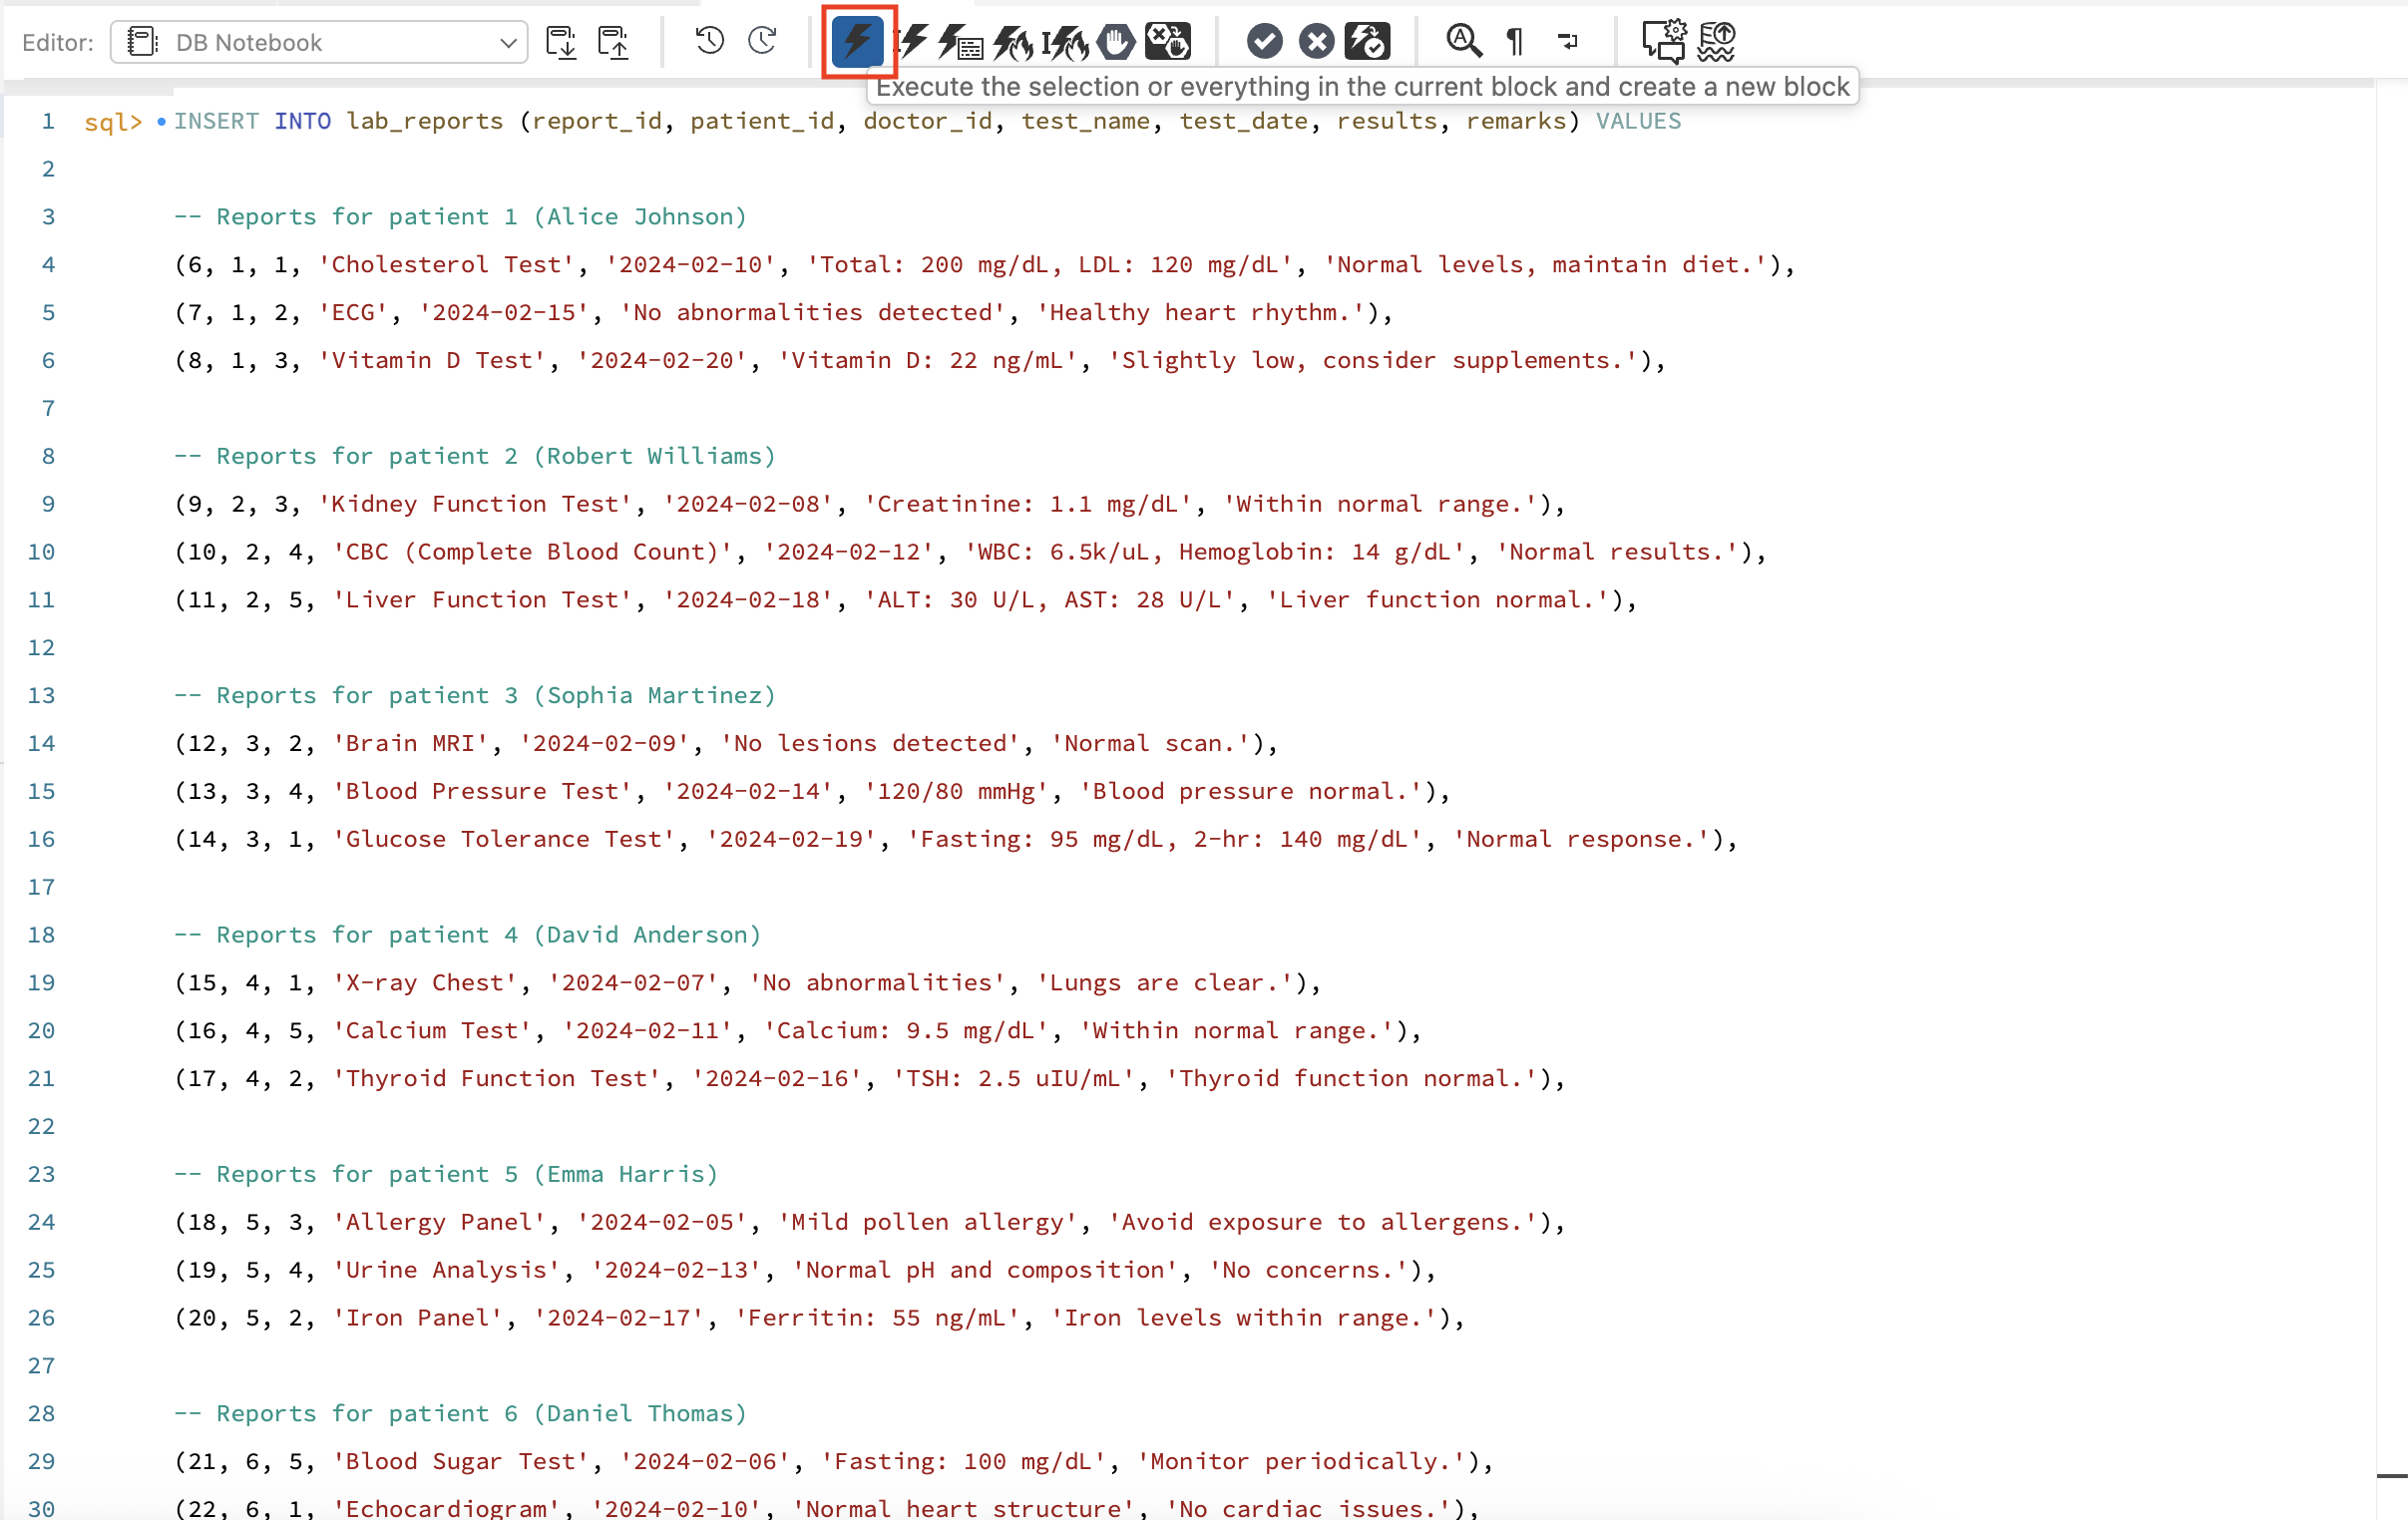 Editor: DB Notebook
Execute the selection or everything in the current block and create a new block
1 sql> INSERT INTO lab_reports (report_id, patient_id, doctor_id, test_name, test_date, results, remarks) VALUES
2
3 -- Reports for patient 1 (Alice Johnson)
4 (6, 1, 1, 'Cholesterol Test', '2024-02-10', 'Total: 200 mg/dL, LDL: 120 mg/dL', 'Normal levels, maintain diet.'),
5 (7, 1, 2, 'ECG', '2024-02-15', 'No abnormalities detected', 'Healthy heart rhythm.'),
6 (8, 1, 3, 'Vitamin D Test', '2024-02-20', 'Vitamin D: 22 ng/mL', 'Slightly low, consider supplements.'),
7
8 -- Reports for patient 2 (Robert Williams)
9 (9, 2, 3, 'Kidney Function Test', '2024-02-08', 'Creatinine: 1.1 mg/dL', 'Within normal range.'),
10 (10, 2, 4, 'CBC (Complete Blood Count)', '2024-02-12', 'WBC: 6.5k/uL, Hemoglobin: 14 g/dL', 'Normal results.'),
11 (11, 2, 5, 'Liver Function Test', '2024-02-18', 'ALT: 30 U/L, AST: 28 U/L', 'Liver function normal.'),
12
13 -- Reports for patient 3 (Sophia Martinez)
14 (12, 3, 2, 'Brain MRI', '2024-02-09', 'No lesions detected', 'Normal scan.'),
15 (13, 3, 4, 'Blood Pressure Test', '2024-02-14', '120/80 mmHg', 'Blood pressure normal.'),
16 (14, 3, 1, 'Glucose Tolerance Test', '2024-02-19', 'Fasting: 95 mg/dL, 2-hr: 140 mg/dL', 'Normal response.'),
17
18 -- Reports for patient 4 (David Anderson)
19 (15, 4, 1, 'X-ray Chest', '2024-02-07', 'No abnormalities', 'Lungs are clear.'),
20 (16, 4, 5, 'Calcium Test', '2024-02-11', 'Calcium: 9.5 mg/dL', 'Within normal range.'),
21 (17, 4, 2, 'Thyroid Function Test', '2024-02-16', 'TSH: 2.5 uIU/mL', 'Thyroid function normal.'),
22
23 -- Reports for patient 5 (Emma Harris)
24 (18, 5, 3, 'Allergy Panel', '2024-02-05', 'Mild pollen allergy', 'Avoid exposure to allergens.'),
25 (19, 5, 4, 'Urine Analysis', '2024-02-13', 'Normal pH and composition', 'No concerns.'),
26 (20, 5, 2, 'Iron Panel', '2024-02-17', 'Ferritin: 55 ng/mL', 'Iron levels within range.'),
27
28 -- Reports for patient 6 (Daniel Thomas)
29 (21, 6, 5, 'Blood Sugar Test', '2024-02-06', 'Fasting: 100 mg/dL', 'Monitor periodically.'),
30 (22, 6, 1, 'Echocardiogram', '2024-02-10', 'Normal heart structure', 'No cardiac issues.'),